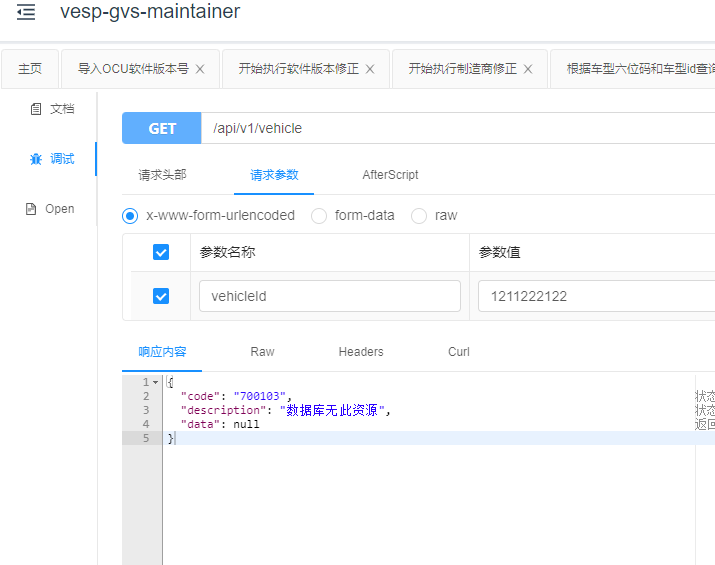 vesp-gvs-maintainer
主页 导入OCU软件版本号 开始执行软件版本修正 开始执行制造商修正 根据车型六位码和车型id查询
文档
调试
Open
GET /api/v1/vehicle
请求头部 请求参数 AfterScript
x-www-form-urlencoded form-data raw
参数名称 参数值
vehicleId 1211222122
响应内容 Raw Headers Curl
1 {
2 "code": "700103", 状态
3 "description": "数据库无此资源", 状态
4 "data": null 返回
5 }